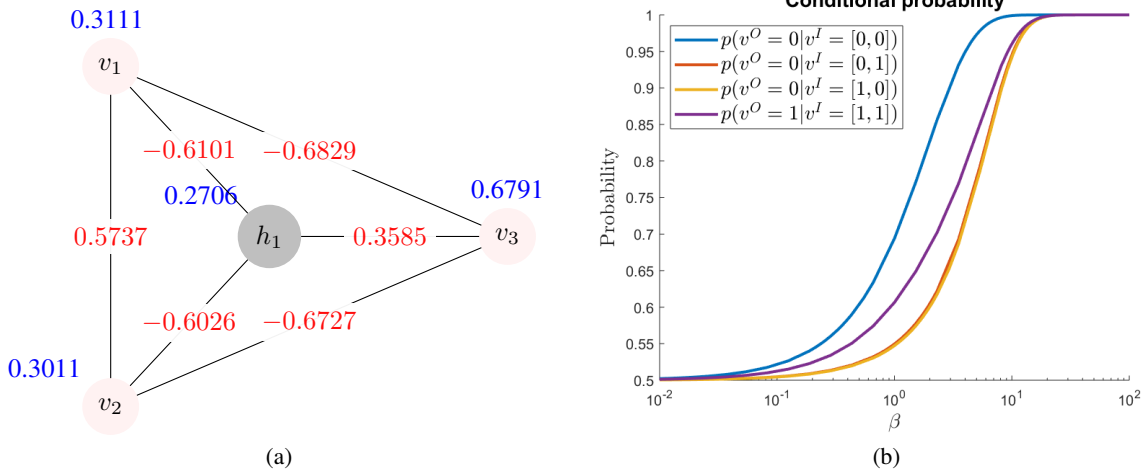 0.3111
v1
−0.6101
−0.6829
0.2706
0.6791
0.5737
h1
0.3585
v3
−0.6026
−0.6727
0.3011
v2
(a)
Conditional probability
p(v^O = 0|v^I = [0, 0])
p(v^O = 0|v^I = [0, 1])
p(v^O = 0|v^I = [1, 0])
p(v^O = 1|v^I = [1, 1])
Probability
1
0.95
0.9
0.85
0.8
0.75
0.7
0.65
0.6
0.55
0.5
10^-2
10^-1
10^0
10^1
10^2
β
(b)